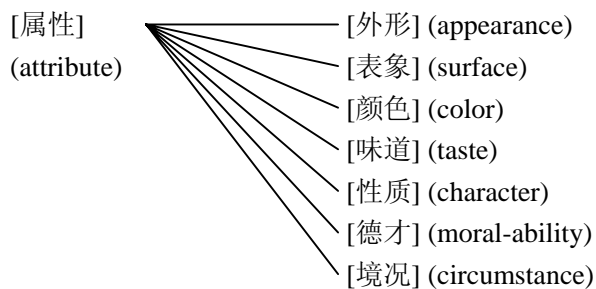 [属性]
(attribute)
[外形] (appearance)
[表象] (surface)
[颜色] (color)
[味道] (taste)
[性质] (character)
[德才] (moral-ability)
[境况] (circumstance)